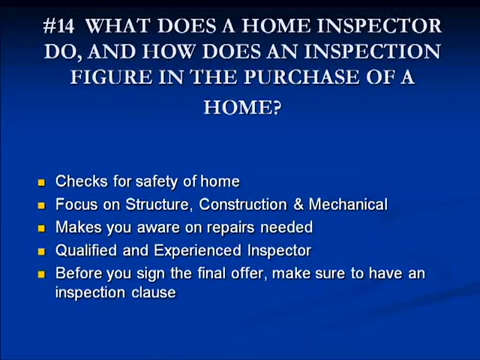 #14 WHAT DOES A HOME INSPECTOR
DO, AND HOW DOES AN INSPECTION
FIGURE IN THE PURCHASE OF A
HOME?
Checks for safety of home
Focus on Structure, Construction & Mechanical
Makes you aware on repairs needed
Qualified and Experienced Inspector
Before you sign the final offer, make sure to have an
inspection clause